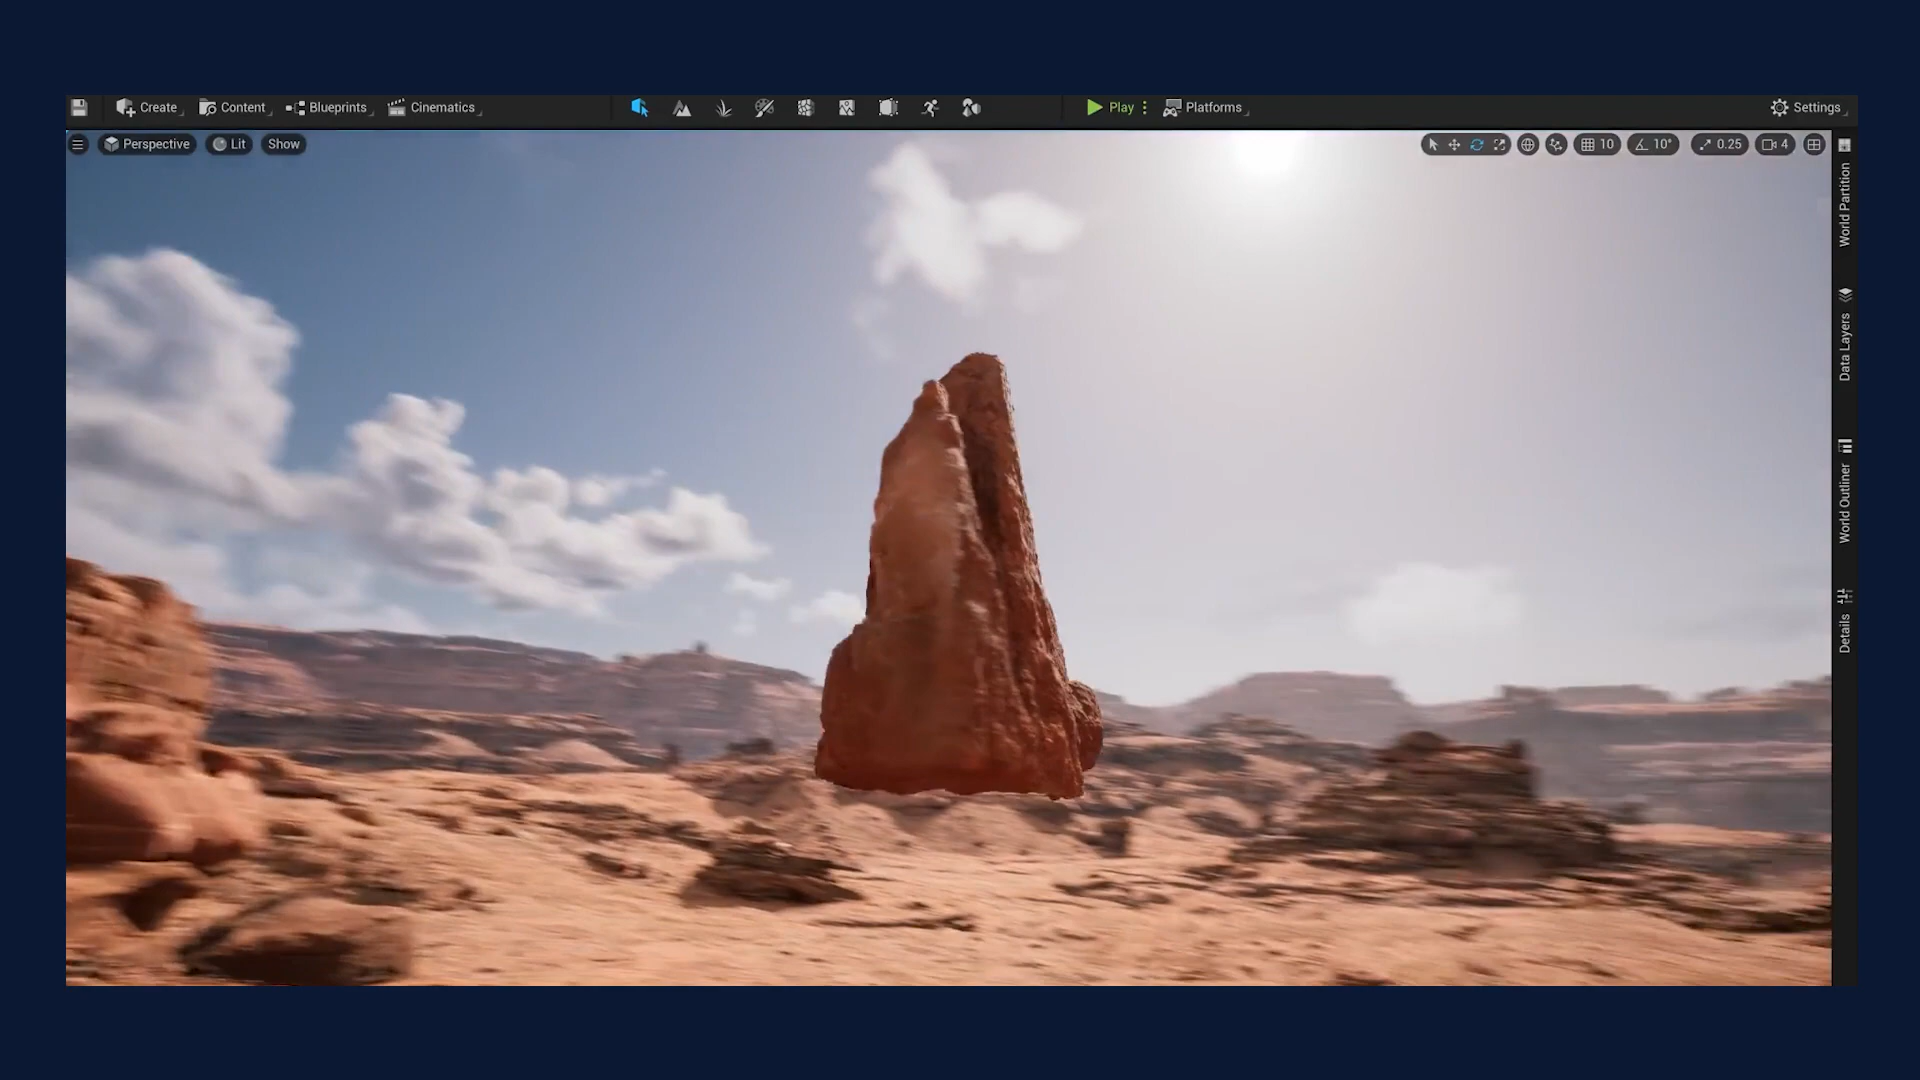 Create Content Blueprints Cinematics Play Platforms Settings
Perspective Lit Show 10 10° 0.25 4
World Partition
Data Layers
World Outliner
Details